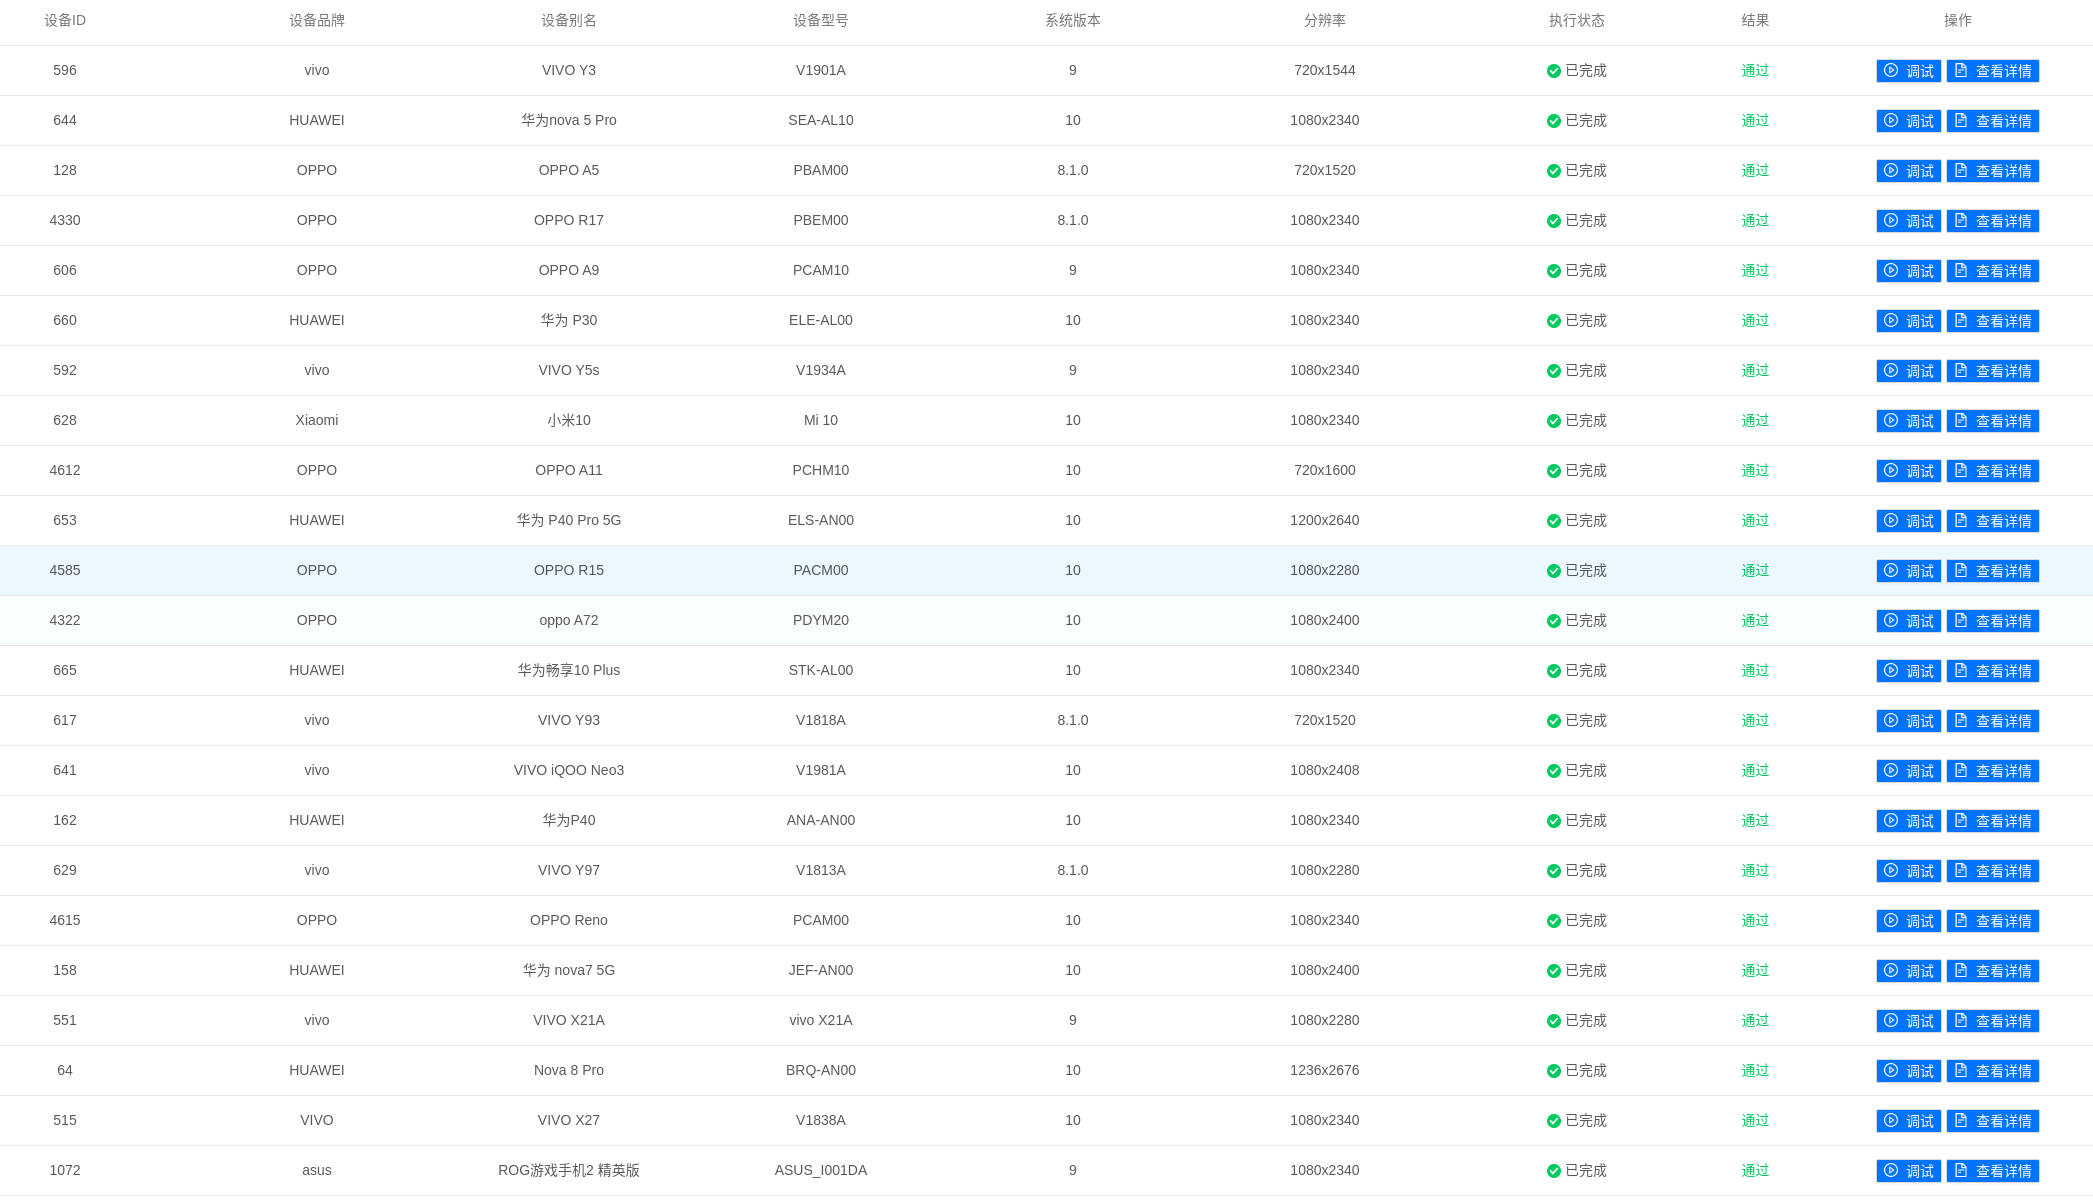 设备ID 设备品牌 设备别名 设备型号 系统版本 分辨率 执行状态 结果 操作
596 vivo VIVO Y3 V1901A 9 720x1544 已完成 通过 调试 查看详情
644 HUAWEI 华为nova 5 Pro SEA-AL10 10 1080x2340 已完成 通过 调试 查看详情
128 OPPO OPPO A5 PBAM00 8.1.0 720x1520 已完成 通过 调试 查看详情
4330 OPPO OPPO R17 PBEM00 8.1.0 1080x2340 已完成 通过 调试 查看详情
606 OPPO OPPO A9 PCAM10 9 1080x2340 已完成 通过 调试 查看详情
660 HUAWEI 华为 P30 ELE-AL00 10 1080x2340 已完成 通过 调试 查看详情
592 vivo VIVO Y5s V1934A 9 1080x2340 已完成 通过 调试 查看详情
628 Xiaomi 小米10 Mi 10 10 1080x2340 已完成 通过 调试 查看详情
4612 OPPO OPPO A11 PCHM10 10 720x1600 已完成 通过 调试 查看详情
653 HUAWEI 华为 P40 Pro 5G ELS-AN00 10 1200x2640 已完成 通过 调试 查看详情
4585 OPPO OPPO R15 PACM00 10 1080x2280 已完成 通过 调试 查看详情
4322 OPPO oppo A72 PDYM20 10 1080x2400 已完成 通过 调试 查看详情
665 HUAWEI 华为畅享10 Plus STK-AL00 10 1080x2340 已完成 通过 调试 查看详情
617 vivo VIVO Y93 V1818A 8.1.0 720x1520 已完成 通过 调试 查看详情
641 vivo VIVO iQOO Neo3 V1981A 10 1080x2408 已完成 通过 调试 查看详情
162 HUAWEI 华为P40 ANA-AN00 10 1080x2340 已完成 通过 调试 查看详情
629 vivo VIVO Y97 V1813A 8.1.0 1080x2280 已完成 通过 调试 查看详情
4615 OPPO OPPO Reno PCAM00 10 1080x2340 已完成 通过 调试 查看详情
158 HUAWEI 华为 nova7 5G JEF-AN00 10 1080x2400 已完成 通过 调试 查看详情
551 vivo VIVO X21A vivo X21A 9 1080x2280 已完成 通过 调试 查看详情
64 HUAWEI Nova 8 Pro BRQ-AN00 10 1236x2676 已完成 通过 调试 查看详情
515 VIVO VIVO X27 V1838A 10 1080x2340 已完成 通过 调试 查看详情
1072 asus ROG游戏手机2 精英版 ASUS_I001DA 9 1080x2340 已完成 通过 调试 查看详情